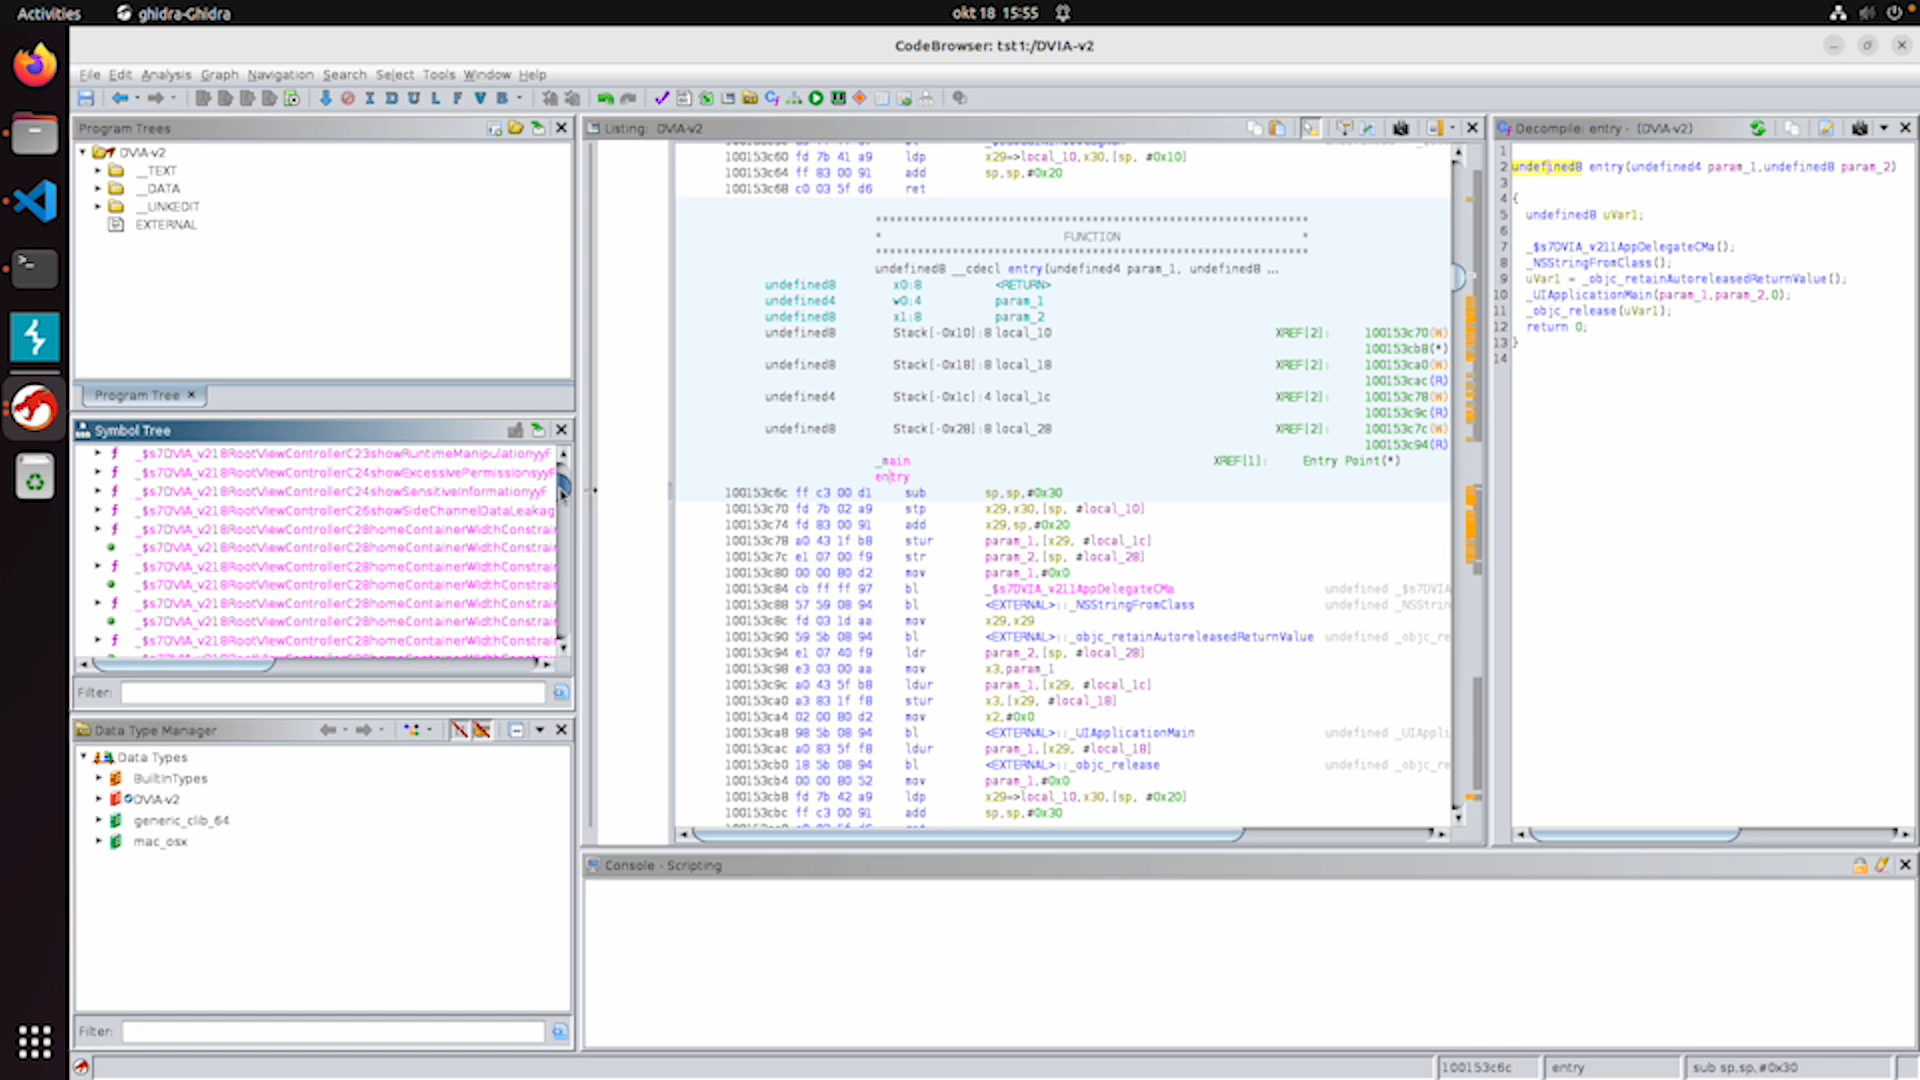 Activities
ghidra-Ghidra
okt 18 15:55
CodeBrowser: tst1:/DVIA-v2
File Edit Analysis Graph Navigation Search Select Tools Window Help
I D U L F V B
Program Trees
DVIA-v2
__TEXT
__DATA
__LINKEDIT
EXTERNAL
Program Tree
Symbol Tree
_$s7DVIA_v218RootViewControllerC23showRuntimeManipulationyyF
_$s7DVIA_v218RootViewControllerC24showExcessivePermissionsyyF
_$s7DVIA_v218RootViewControllerC24showSensitiveInformationyyF
_$s7DVIA_v218RootViewControllerC26showSideChannelDataLeakag
_$s7DVIA_v218RootViewControllerC28homeContainerWidthConstrain
_$s7DVIA_v218RootViewControllerC28homeContainerWidthConstrain
_$s7DVIA_v218RootViewControllerC28homeContainerWidthConstrain
_$s7DVIA_v218RootViewControllerC28homeContainerWidthConstrain
_$s7DVIA_v218RootViewControllerC28homeContainerWidthConstrain
_$s7DVIA_v218RootViewControllerC28homeContainerWidthConstrain
_$s7DVIA_v218RootViewControllerC28homeContainerWidthConstrain
Filter:
Data Type Manager
Data Types
BuiltInTypes
DVIA-v2
generic_clib_64
mac_osx
Filter:
Listing: DVIA-v2
100153c60 fd 7b 41 a9 ldp x29=>local_10,x30,[sp, #0x10]
100153c64 ff 83 00 91 add sp,sp,#0x20
100153c68 c0 03 5f d6 ret
**************************************************************
* FUNCTION *
**************************************************************
undefined8 __cdecl entry(undefined4 param_1, undefined8 ...
undefined8 x0:8 <RETURN>
undefined4 w0:4 param_1
undefined8 x1:8 param_2
undefined8 Stack[-0x10]:8 local_10 XREF[2]: 100153c70(W)
100153cb8(*)
undefined8 Stack[-0x18]:8 local_18 XREF[2]: 100153ca0(W)
100153cac(R)
undefined4 Stack[-0x1c]:4 local_1c XREF[2]: 100153c78(W)
100153c9c(R)
undefined8 Stack[-0x28]:8 local_28 XREF[2]: 100153c7c(W)
100153c94(R)
_main XREF[1]: Entry Point(*)
entry
100153c6c ff c3 00 d1 sub sp,sp,#0x30
100153c70 fd 7b 02 a9 stp x29,x30,[sp, #local_10]
100153c74 fd 83 00 91 add x29,sp,#0x20
100153c78 a0 43 1f b8 stur param_1,[x29, #local_1c]
100153c7c e1 07 00 f9 str param_2,[sp, #local_28]
100153c80 00 00 80 d2 mov param_1,#0x0
100153c84 cb ff ff 97 bl _$s7DVIA_v211AppDelegateCMa undefined _$s7DVIA
100153c88 57 59 08 94 bl <EXTERNAL>::_NSStringFromClass undefined _NSStrin
100153c8c fd 03 1d aa mov x29,x29
100153c90 59 5b 08 94 bl <EXTERNAL>::_objc_retainAutoreleasedReturnValue undefined _objc_re
100153c94 e1 07 40 f9 ldr param_2,[sp, #local_28]
100153c98 e3 03 00 aa mov x3,param_1
100153c9c a0 43 5f b8 ldur param_1,[x29, #local_1c]
100153ca0 a3 83 1f f8 stur x3,[x29, #local_18]
100153ca4 02 00 80 d2 mov x2,#0x0
100153ca8 98 5b 08 94 bl <EXTERNAL>::_UIApplicationMain undefined _UIAppli
100153cac a0 83 5f f8 ldur param_1,[x29, #local_18]
100153cb0 18 5b 08 94 bl <EXTERNAL>::_objc_release undefined _objc_re
100153cb4 00 00 80 52 mov param_1,#0x0
100153cb8 fd 7b 42 a9 ldp x29=>local_10,x30,[sp, #0x20]
100153cbc ff c3 00 91 add sp,sp,#0x30
Decompile: entry - (DVIA-v2)
1
2 undefined8 entry(undefined4 param_1,undefined8 param_2)
3
4 {
5 undefined8 uVar1;
6
7 _$s7DVIA_v211AppDelegateCMa();
8 _NSStringFromClass();
9 uVar1 = _objc_retainAutoreleasedReturnValue();
10 _UIApplicationMain(param_1,param_2,0);
11 _objc_release(uVar1);
12 return 0;
13 }
14
Console - Scripting
100153c6c
entry
sub sp,sp,#0x30